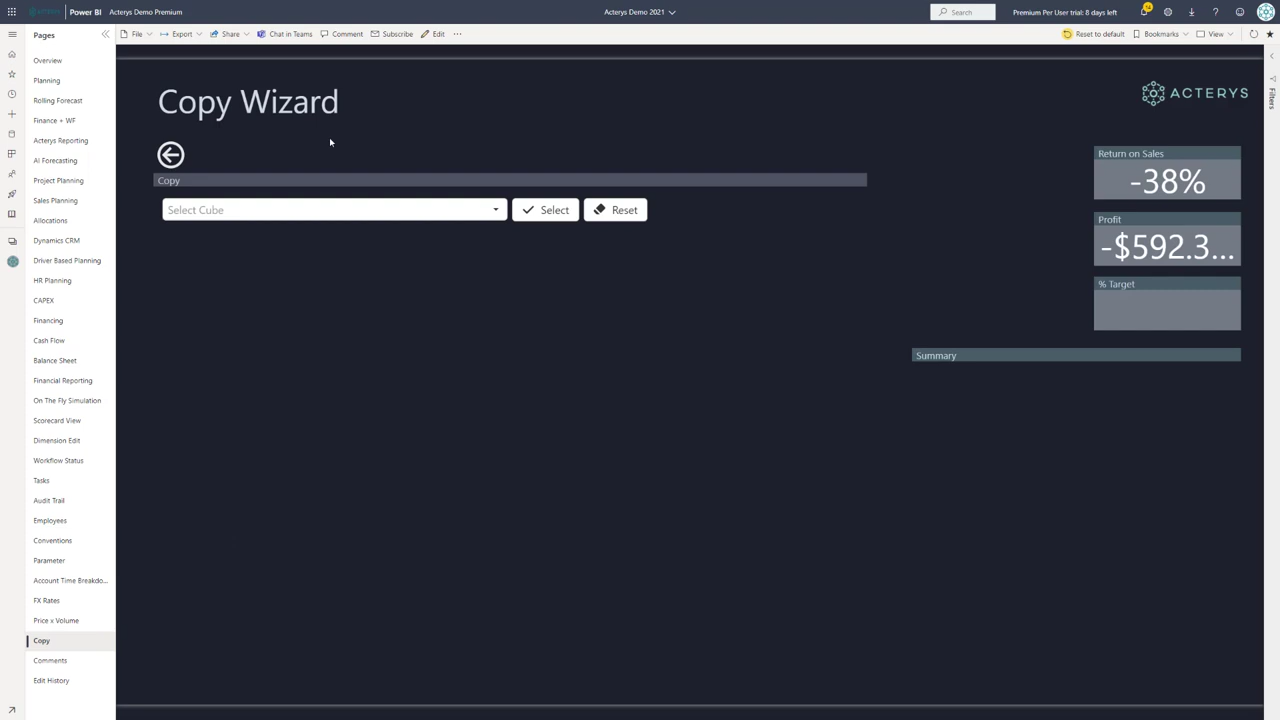 ACTERYS
Power BI
Acterys Demo Premium
Acterys Demo 2021
Search
Premium Per User trial: 8 days left
Pages
File
Export
Share
Chat in Teams
Comment
Subscribe
Edit
Reset to default
Bookmarks
View
Overview
Planning
Rolling Forecast
Finance + WF
Acterys Reporting
AI Forecasting
Project Planning
Sales Planning
Allocations
Dynamics CRM
Driver Based Planning
HR Planning
CAPEX
Financing
Cash Flow
Balance Sheet
Financial Reporting
On The Fly Simulation
Scorecard View
Dimension Edit
Workflow Status
Tasks
Audit Trail
Employees
Conventions
Parameter
Account Time Breakdo...
FX Rates
Price x Volume
Copy
Comments
Edit History
Copy Wizard
Copy
Select Cube
Select
Reset
ACTERYS
Return on Sales
-38%
Profit
-$592.3...
% Target
Summary
Filters